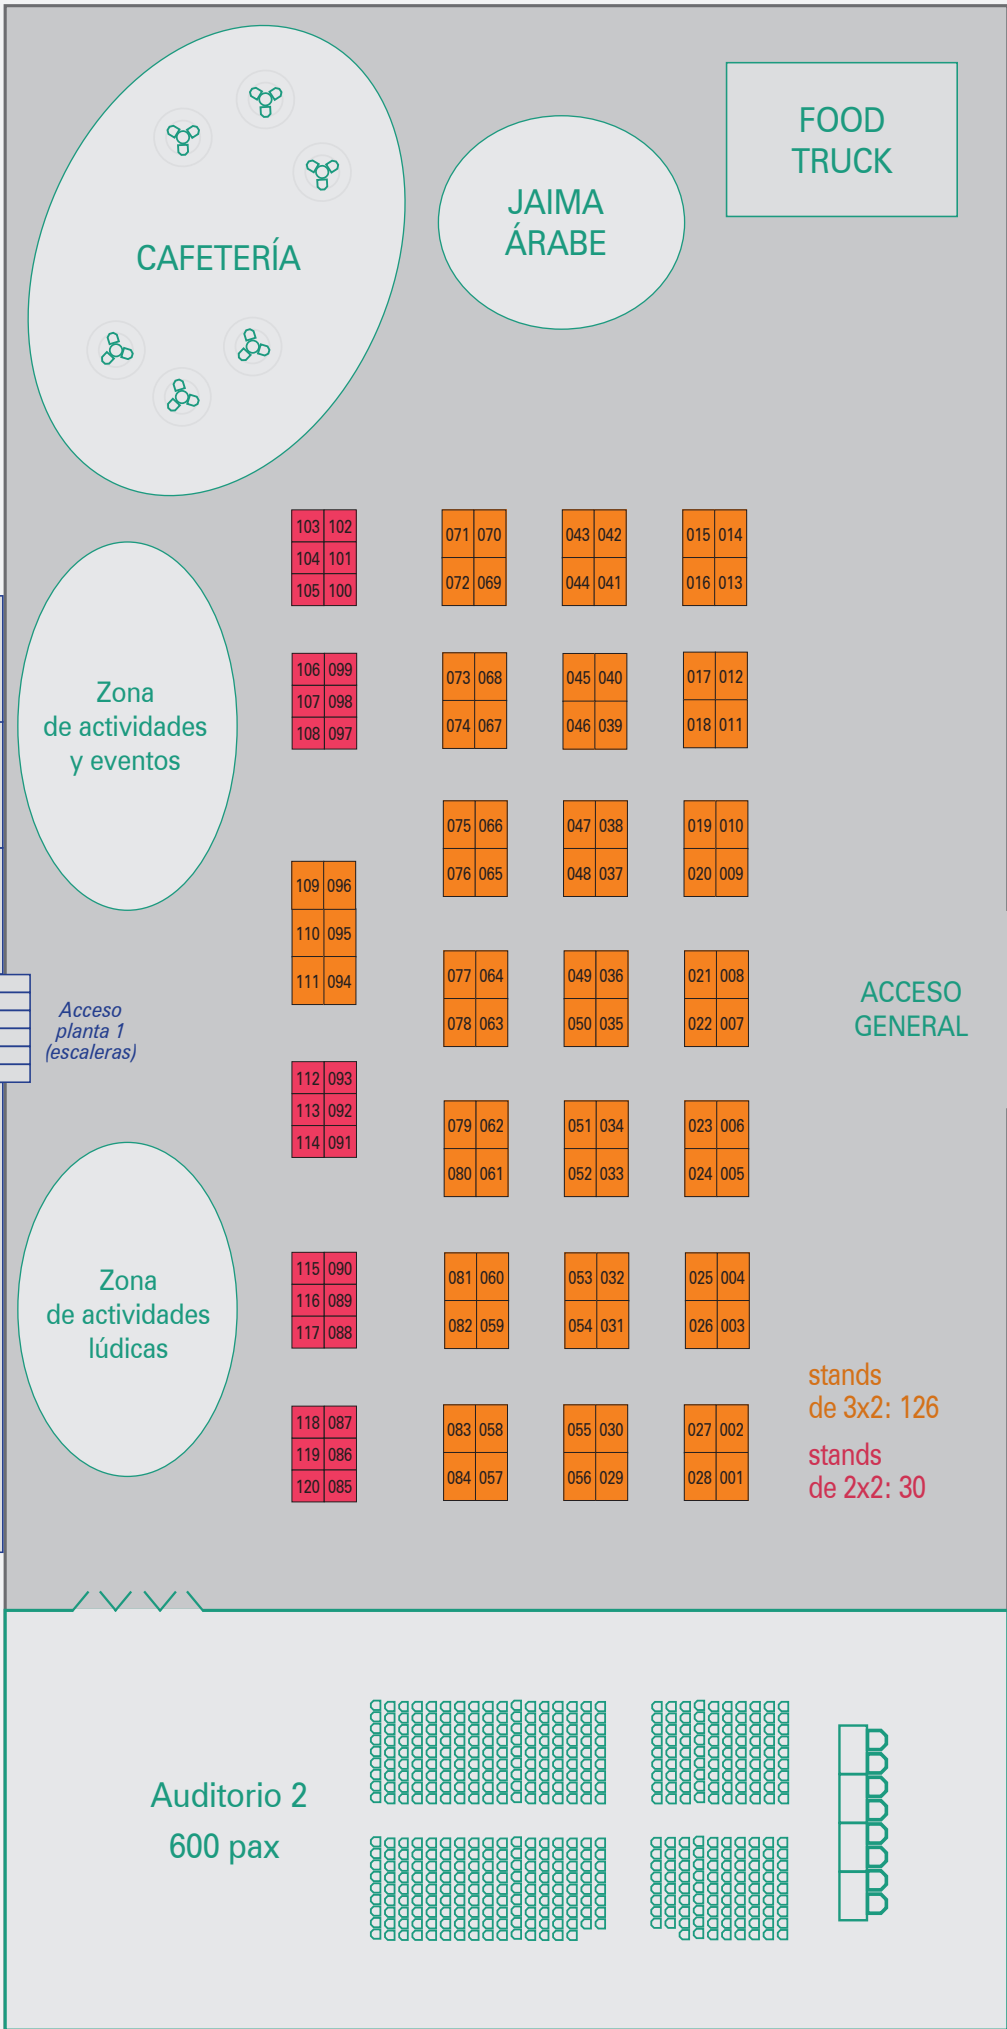 FOOD
TRUCK
JAIMA
ÁRABE
CAFETERÍA
103 102
104 101
105 100
071 070
072 069
043 042
044 041
015 014
016 013
106 099
107 098
108 097
073 068
074 067
045 040
046 039
017 012
018 011
Zona
de actividades
y eventos
075 066
076 065
047 038
048 037
019 010
020 009
109 096
110 095
111 094
077 064
078 063
049 036
050 035
021 008
022 007
ACCESO
GENERAL
Acceso
planta 1
(escaleras)
112 093
113 092
114 091
079 062
080 061
051 034
052 033
023 006
024 005
Zona
de actividades
lúdicas
115 090
116 089
117 088
081 060
082 059
053 032
054 031
025 004
026 003
stands
de 3x2: 126
stands
de 2x2: 30
118 087
119 086
120 085
083 058
084 057
055 030
056 029
027 002
028 001
Auditorio 2
600 pax